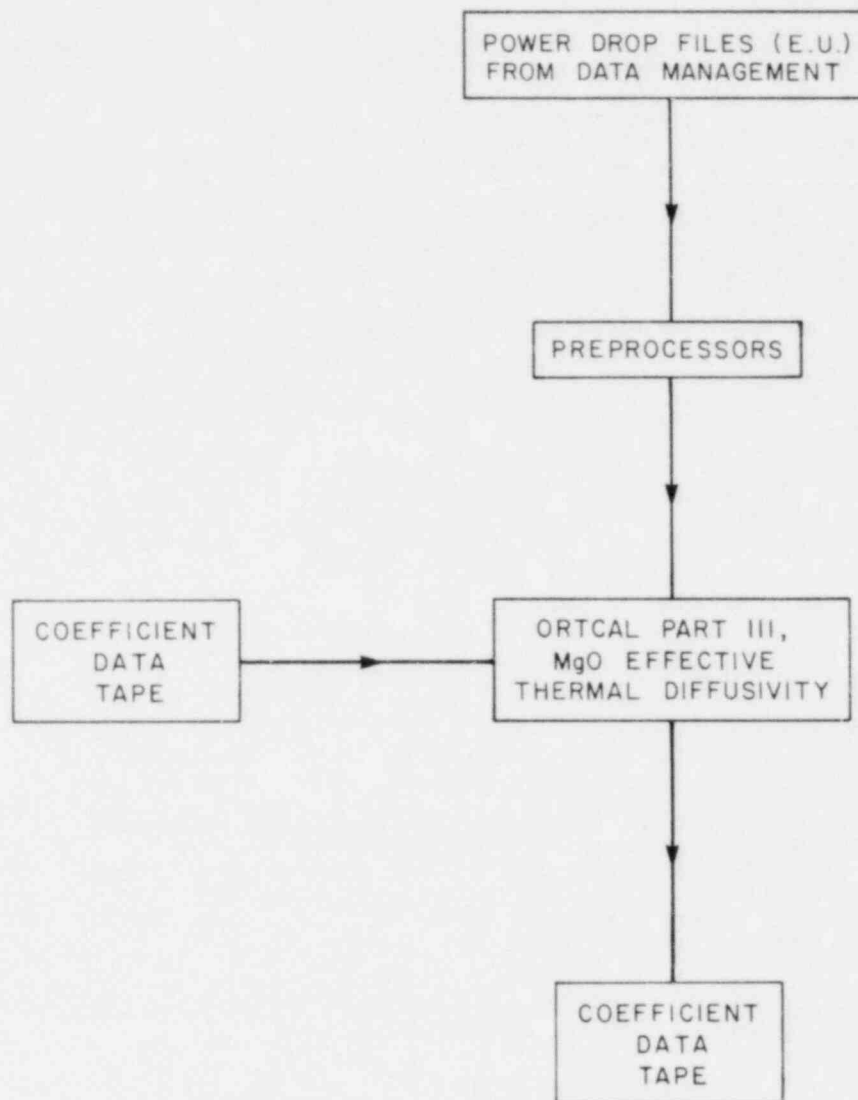 POWER DROP FILES (E.U.)
FROM DATA MANAGEMENT
PREPROCESSORS
COEFFICIENT
DATA
TAPE
ORTCAL PART III,
MgO EFFECTIVE
THERMAL DIFFUSIVITY
COEFFICIENT
DATA
TAPE